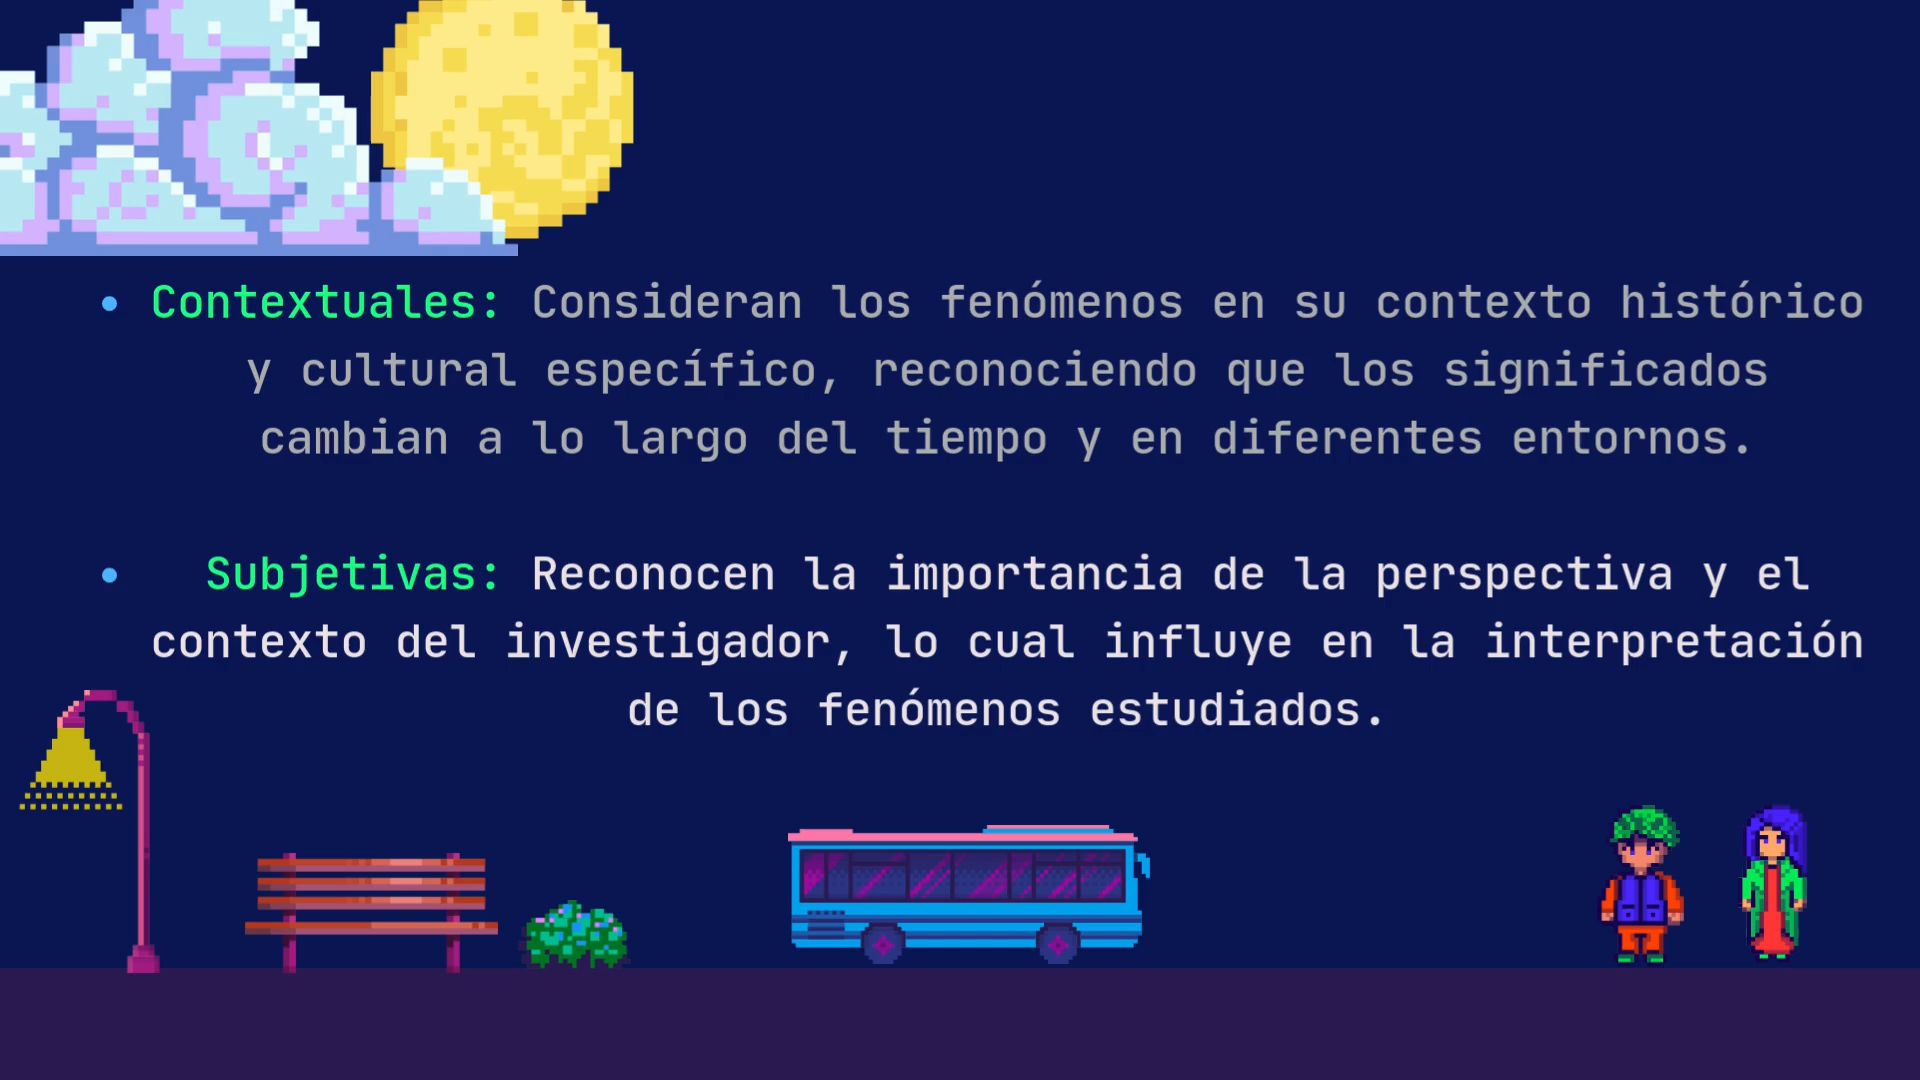 • Contextuales: Consideran los fenómenos en su contexto histórico
y cultural específico, reconociendo que los significados
cambian a lo largo del tiempo y en diferentes entornos.
• Subjetivas: Reconocen la importancia de la perspectiva y el
contexto del investigador, lo cual influye en la interpretación
de los fenómenos estudiados.